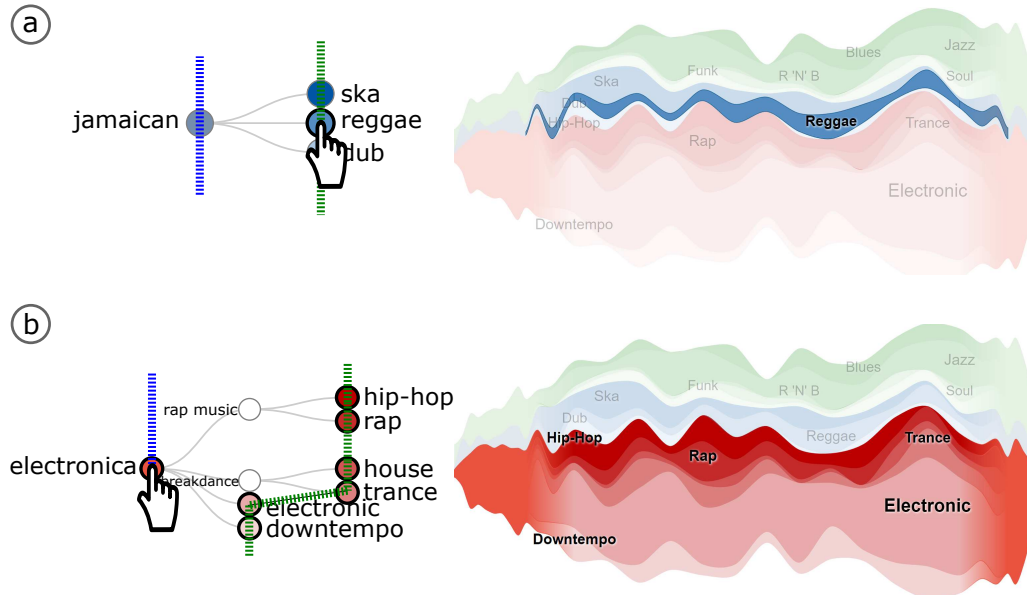 a
jamaican
ska
reggae
dub
Blues
Jazz
Funk
R 'N' B
Soul
Ska
Dub
Hip-Hop
Reggae
Trance
Rap
Electronic
Downtempo
b
electronica
rap music
breakdance
hip-hop
rap
house
trance
electronic
downtempo
Blues
Jazz
Funk
R 'N' B
Soul
Ska
Dub
Hip-Hop
Reggae
Trance
Rap
Electronic
Downtempo